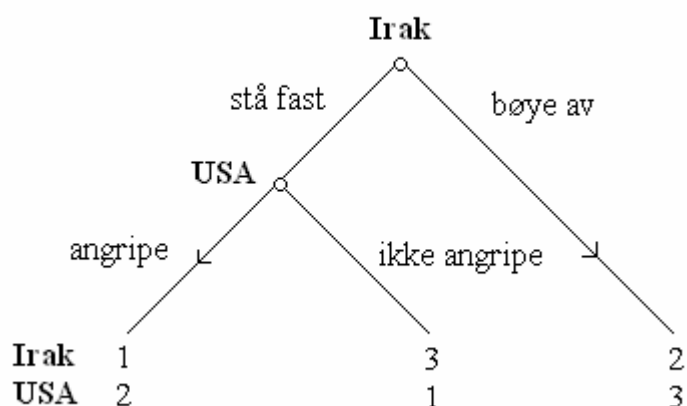 Irak
stå fast
bøye av
USA
angripe
ikke angripe
Irak 1 3 2
USA 2 1 3